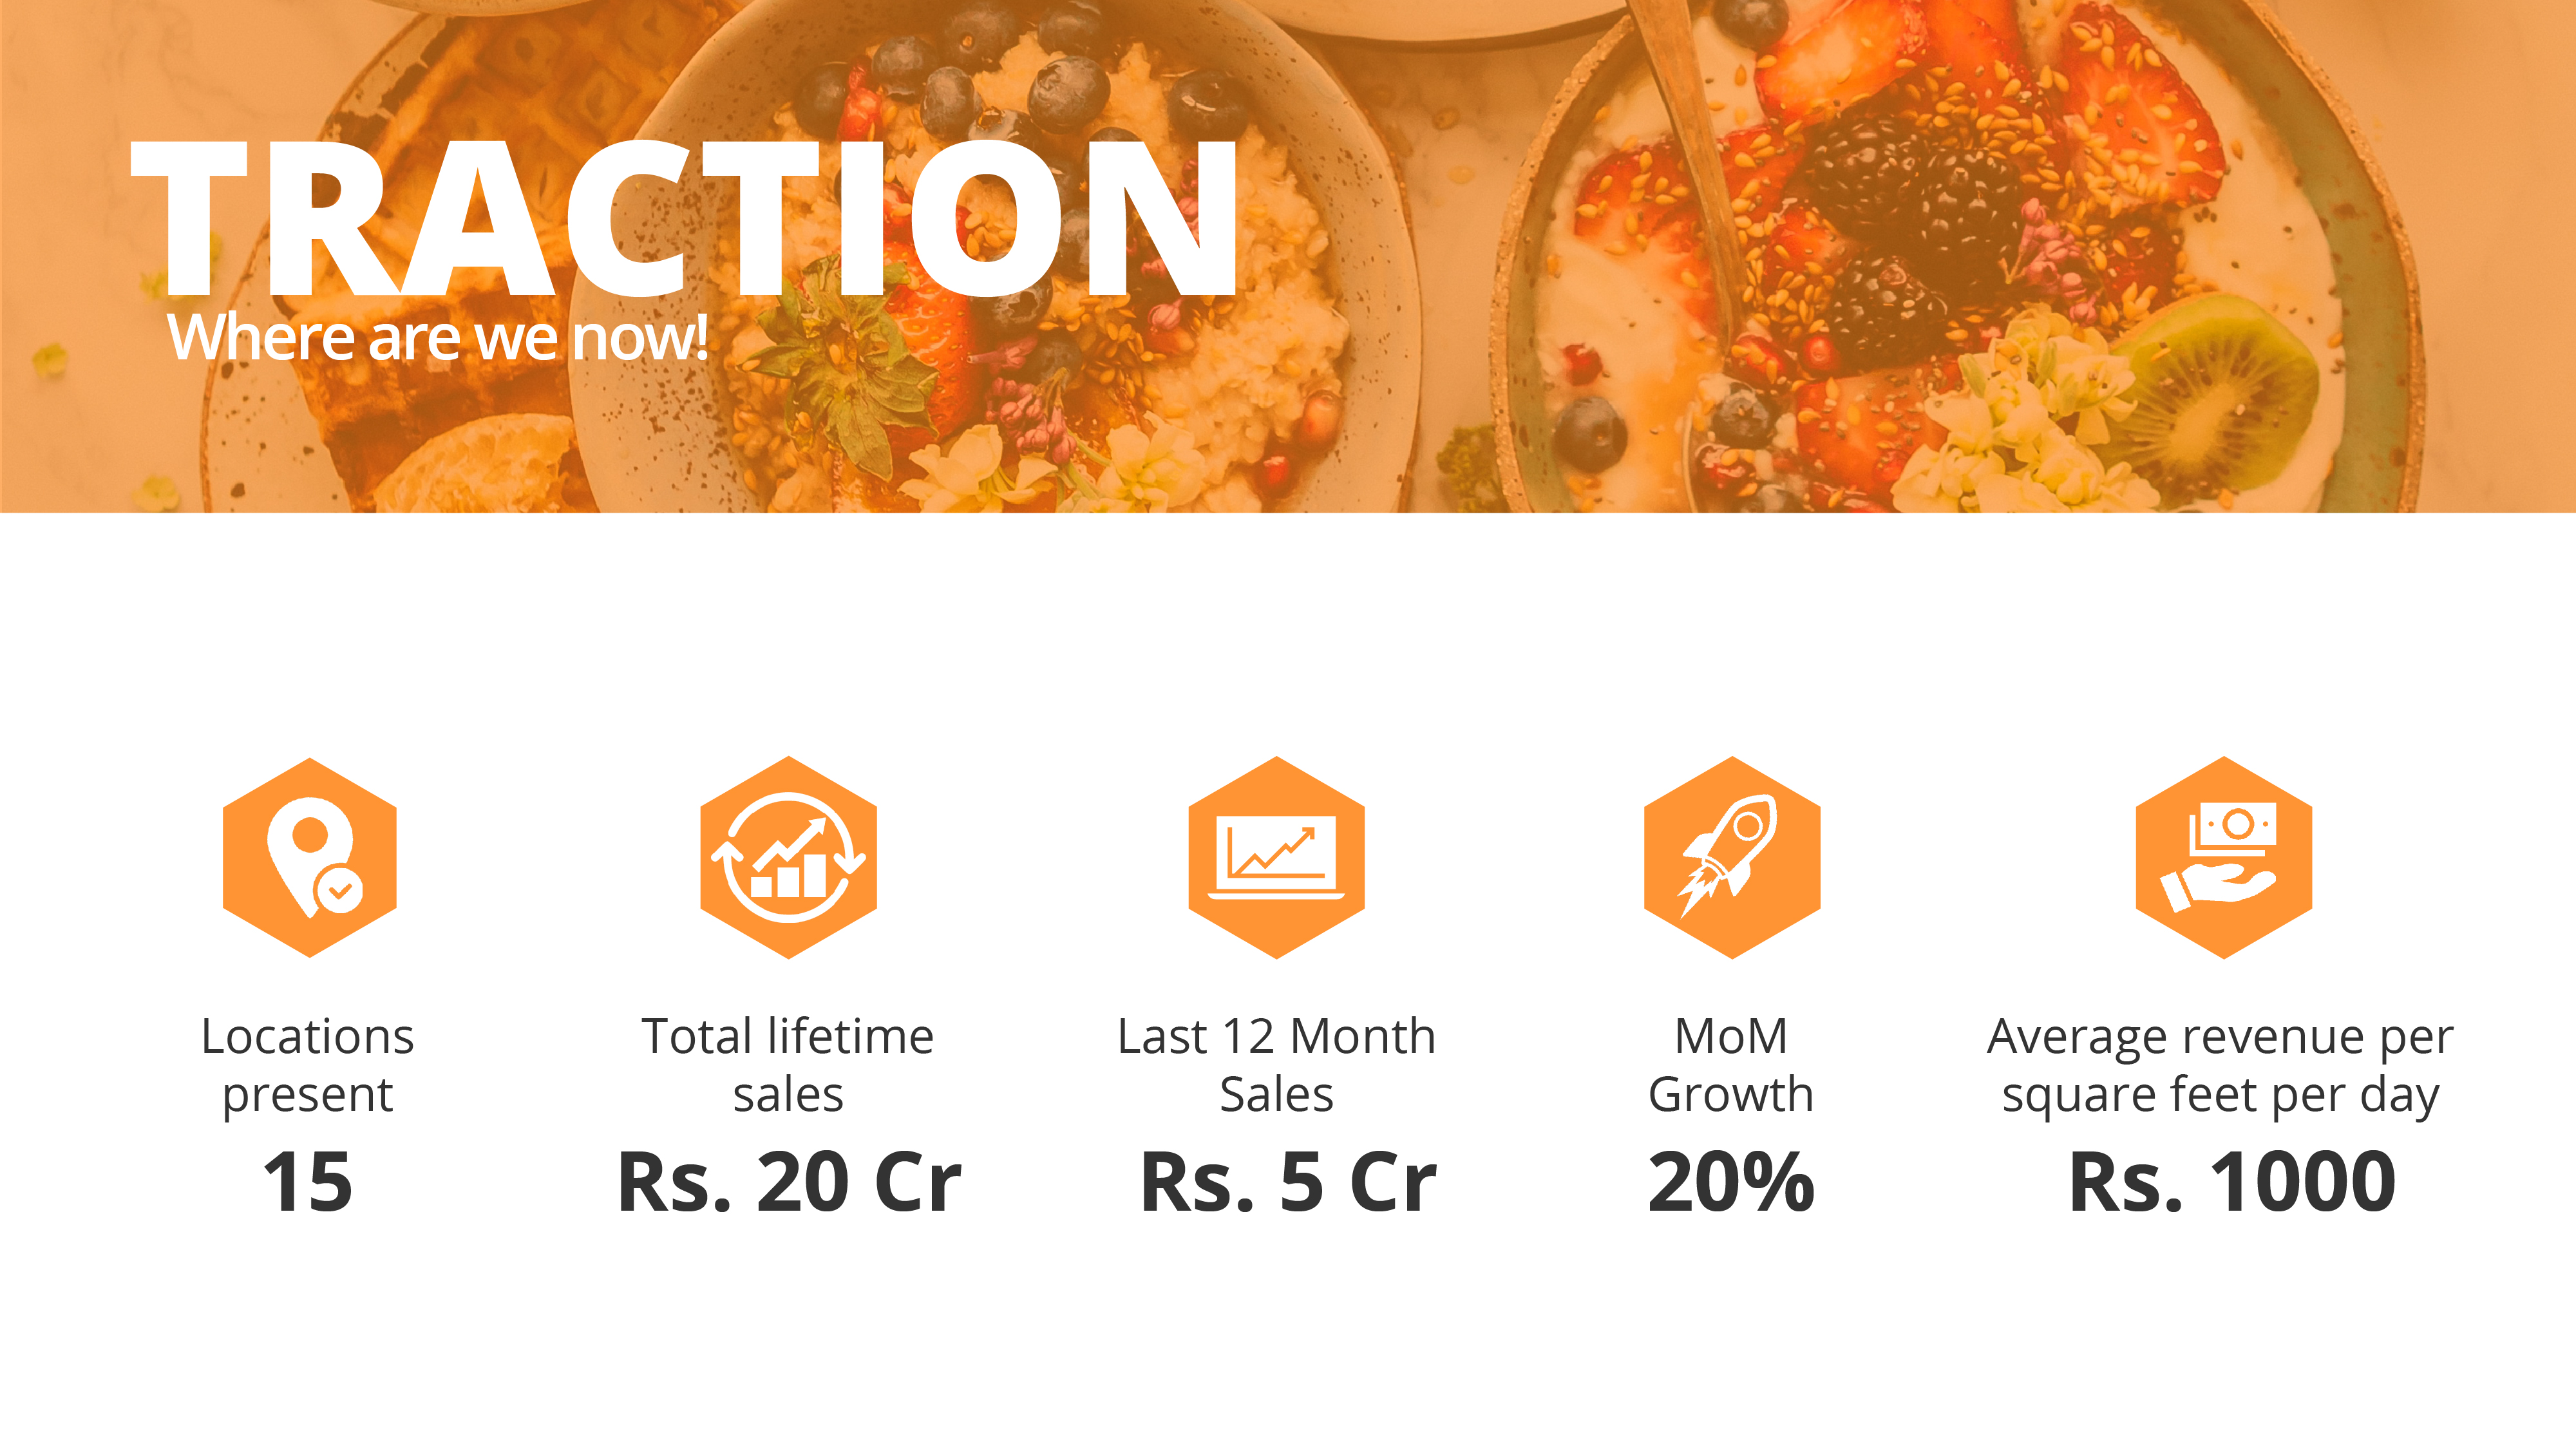 TRACTION
Where are we now!
Locations
present
15
Total lifetime
sales
Rs. 20 Cr
Last 12 Month
Sales
Rs. 5 Cr
MoM
Growth
20%
Average revenue per
square feet per day
Rs. 1000